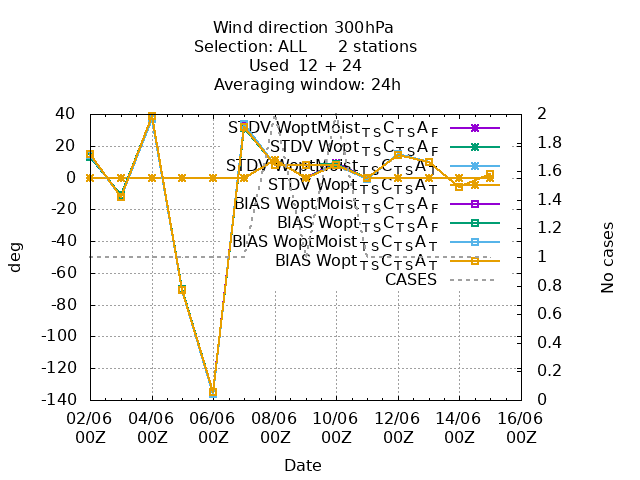 Wind direction 300hPa
Selection: ALL 2 stations
Used 12 + 24
Averaging window: 24h
40
20
0
-20
-40
-60
-80
-100
-120
-140
deg
2
1.8
1.6
1.4
1.2
1
0.8
0.6
0.4
0.2
0
No cases
STDV WoptMoist_TS C_TS A_F
STDV Wopt_TS C_TS A_F
STDV WoptMoist_TS C_TS A_T
STDV Wopt_TS C_TS A_T
BIAS WoptMoist_TS C_TS A_F
BIAS Wopt_TS C_TS A_F
BIAS WoptMoist_TS C_TS A_T
BIAS Wopt_TS C_TS A_T
CASES
02/06 04/06 06/06 08/06 10/06 12/06 14/06 16/06
00Z 00Z 00Z 00Z 00Z 00Z 00Z 00Z
Date